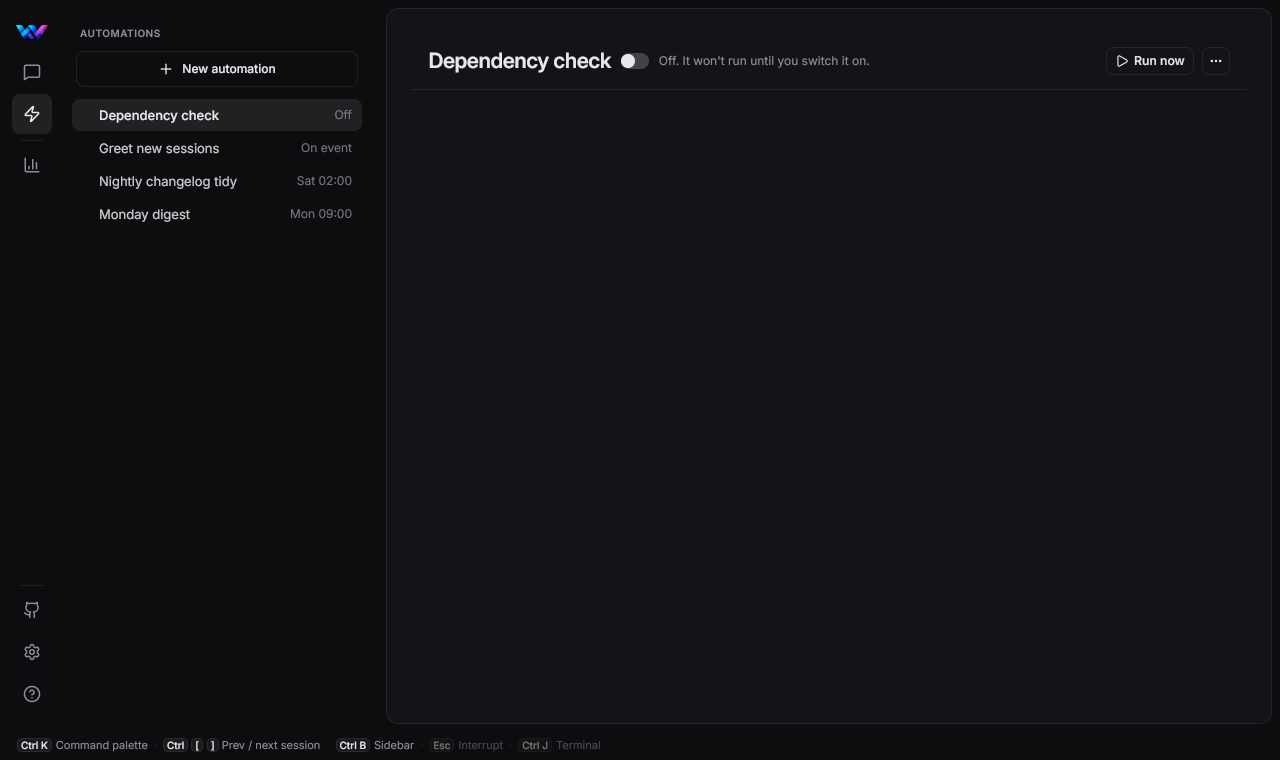 AUTOMATIONS
New automation
Dependency check Off
Greet new sessions On event
Nightly changelog tidy Sat 02:00
Monday digest Mon 09:00
Dependency check Off. It won't run until you switch it on. Run now
Ctrl K Command palette · Ctrl [ ] Prev / next session · Ctrl B Sidebar · Esc Interrupt · Ctrl J Terminal